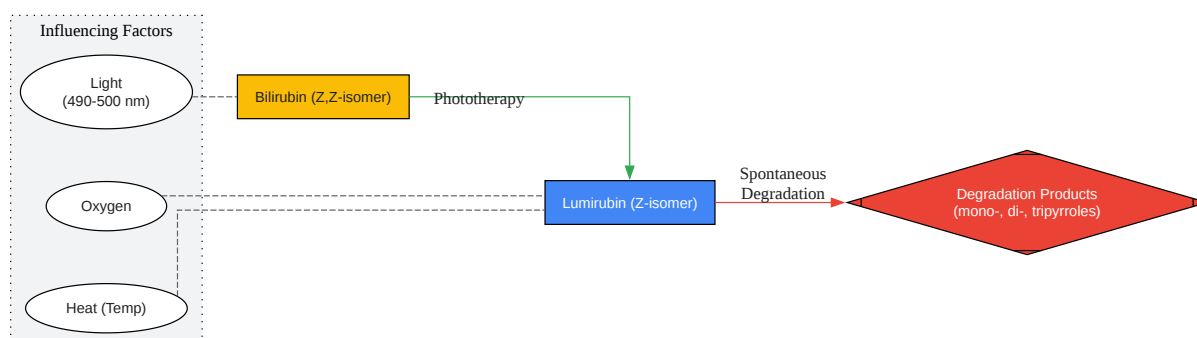 Influencing Factors
Light
(490-500 nm)
Bilirubin (Z,Z-isomer)
Phototherapy
Oxygen
Lumirubin (Z-isomer)
Spontaneous
Degradation
Degradation Products
(mono-, di-, tripyrroles)
Heat (Temp)